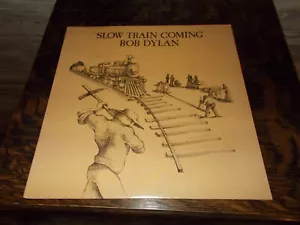 SLOW TRAIN COMING
BOB DYLAN